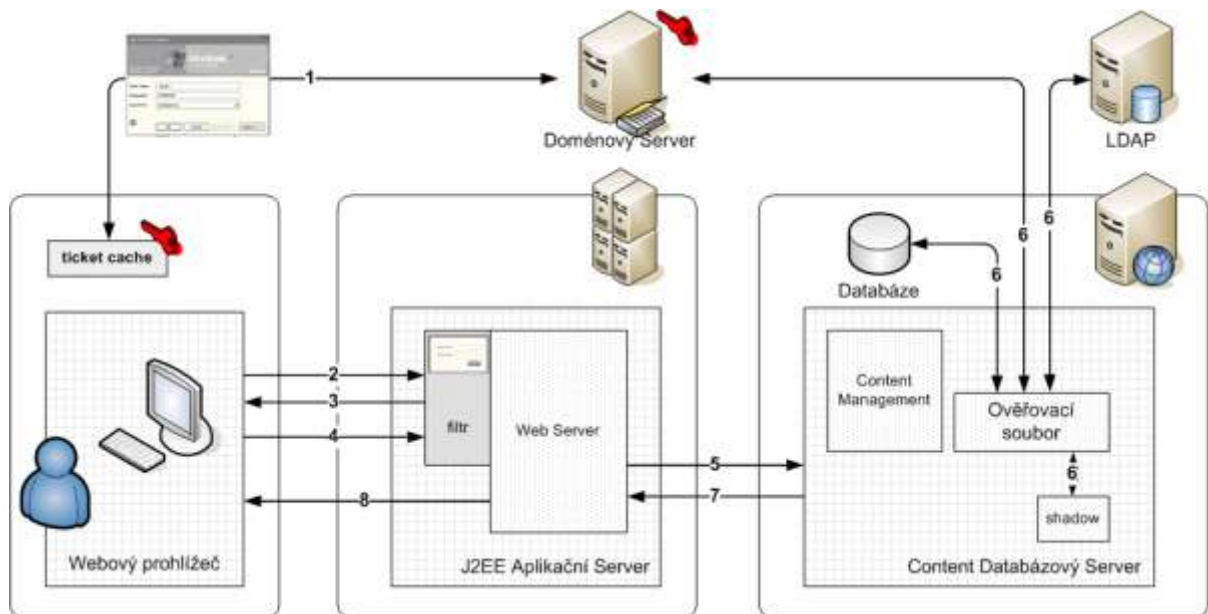 1
Doménový Server
LDAP
ticket cache
6
6
6
Databáze
2
3
4
filtr
Web Server
Content
Management
Ověřovací
soubor
5
6
7
8
shadow
Webový prohlížeč
J2EE Aplikační Server
Content Databázový Server